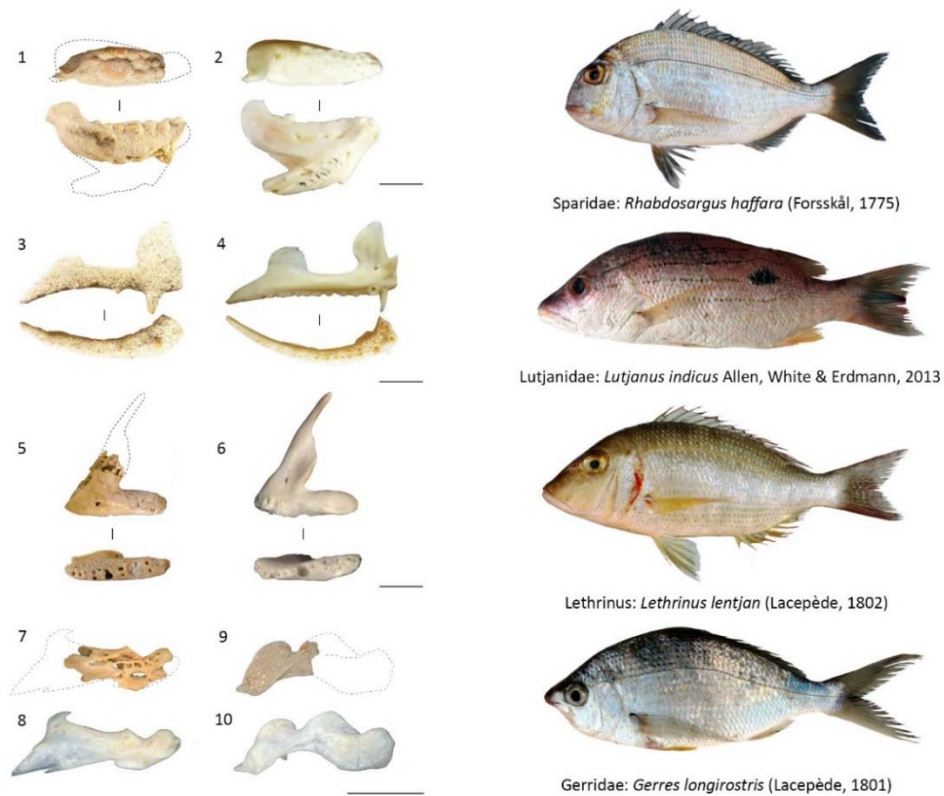 1
2
3
4
5
6
7
9
8
10
Sparidae: Rhabdosargus haffara (Forsskål, 1775)
Lutjanidae: Lutjanus indicus Allen, White & Erdmann, 2013
Lethrinus: Lethrinus lentjan (Lacepède, 1802)
Gerridae: Gerres longirostris (Lacepède, 1801)